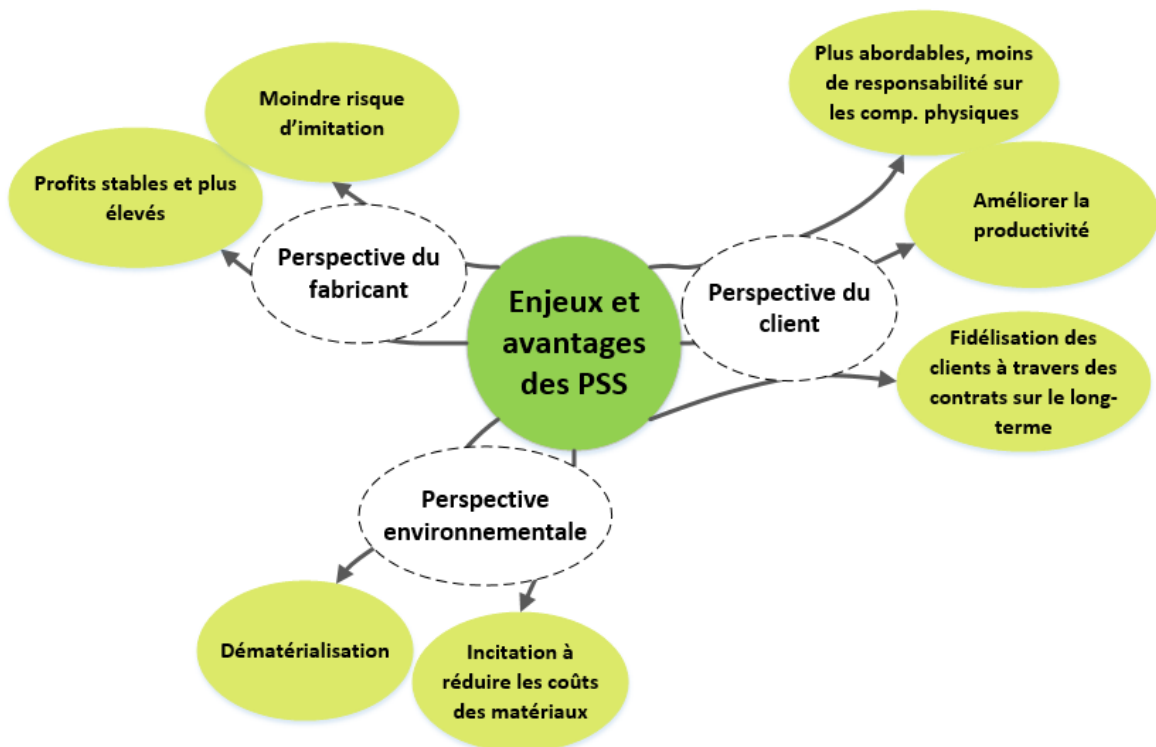 Enjeux et
avantages
des PSS
Perspective du
fabricant
Moindre risque
d'imitation
Profits stables et plus
élevés
Perspective du
client
Plus abordables, moins
de responsabilité sur
les comp. physiques
Améliorer la
productivité
Fidélisation des
clients à travers des
contrats sur le long-
terme
Perspective
environnementale
Dématérialisation
Incitation à
réduire les coûts
des matériaux